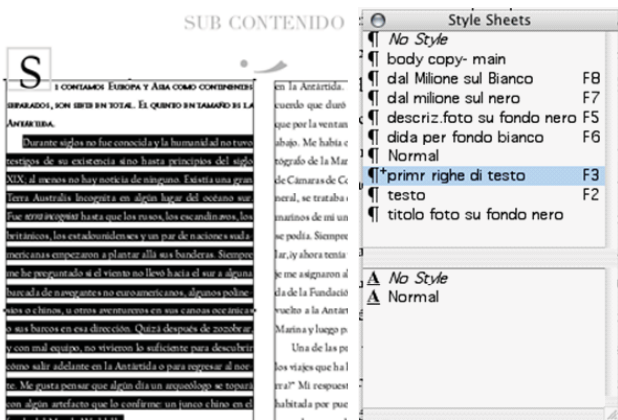 SUB CONTENIDO
S I CONTAMOS EUROPA Y ASIA COMO CONTINENTES
SEPARADOS, SON SIETE EN TOTAL. EL QUINTO EN TAMAÑO ES LA
ANTÁRTIDA.
Durante siglos no fue conocida y la humanidad no tuvo
testigos de su existencia sino hasta principios del siglo
XIX; al menos no hay noticia de ninguno. Existía una gran
Terra Australis Incognita en algún lugar del océano sur.
Fue terra incognita hasta que los rusos, los escandinavos, los
británicos, los estadounidenses y un par de naciones suda-
mericanas empezaron a plantar allá sus banderas. Siempre
me he preguntado si el viento no llevó hacia el sur a alguna
barcada de navegantes no euroamericanos, algunos poline-
sios o chinos, u otros aventureros en sus canoas oceánicas
o sus barcos en esa dirección. Quizá después de zozobrar,
y con mal equipo, no vivieron lo suficiente para descubrir
cómo salir adelante en la Antártida o para regresar al nor-
te. Me gusta pensar que algún día un arqueólogo se topará
con algún artefacto que lo confirme: un junco chino en el
en la Antártida.
cuerdo que duró
que por la ventan
abajo. Me había c
tógrafo de la Mar
de Cámaras de Co
neral, se trataba
marinos de mi un
se podía. Siempre
lar, ¡y ahora tenía
je me asignaron al
da de la Fundació
vuelto a la Antárt
Marina y luego p
Una de las pr
los viajes que ha l
rra?" Mi respuest
habitada por pue
Style Sheets
¶ No Style
¶ body copy- main
¶ dal Milione sul Bianco F8
¶ dal milione sul nero F7
¶ descriz.foto su fondo nero F5
¶ dida per fondo bianco F6
¶ Normal
¶+primr righe di testo F3
¶ testo F2
¶ titolo foto su fondo nero
A No Style
A Normal